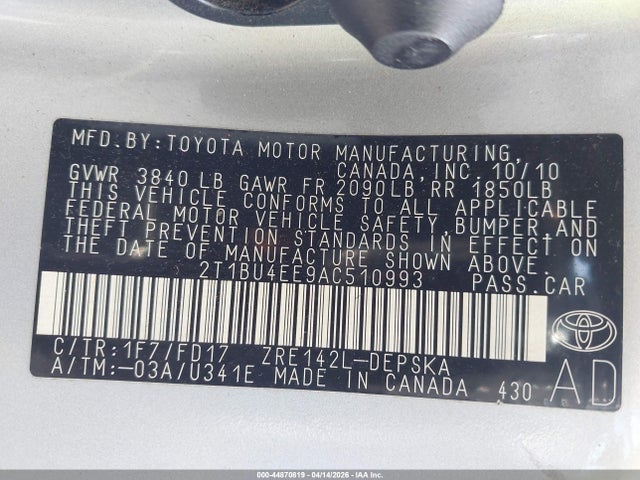 MFD.BY:TOYOTA MOTOR MANUFACTURING,
CANADA, INC. 10/10
GVWR 3840 LB GAWR FR 2090LB RR 1850LB
THIS VEHICLE CONFORMS TO ALL APPLICABLE
FEDERAL MOTOR VEHICLE SAFETY, BUMPER, AND
THEFT PREVENTION STANDARDS IN EFFECT ON
THE DATE OF MANUFACTURE SHOWN ABOVE.
2T1BU4EE9AC510993 PASS.CAR
C/TR:1F7/FD17 ZRE142L-DEPSKA
A/TM:-03A/U341E MADE IN CANADA 430
AD
000-44870819 - 04/14/2026 - IAA Inc.